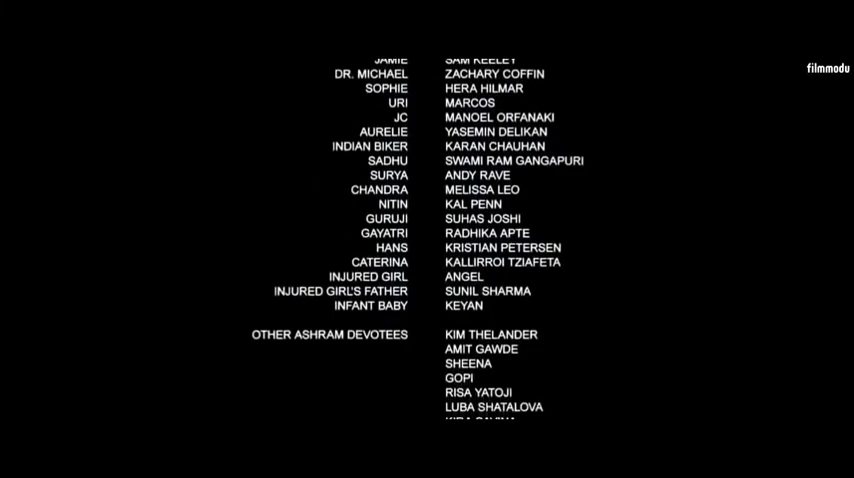 filmmodu
JAMIE SAM KEELEY
DR. MICHAEL ZACHARY COFFIN
SOPHIE HERA HILMAR
URI MARCOS
JC MANOEL ORFANAKI
AURELIE YASEMIN DELIKAN
INDIAN BIKER KARAN CHAUHAN
SADHU SWAMI RAM GANGAPURI
SURYA ANDY RAVE
CHANDRA MELISSA LEO
NITIN KAL PENN
GURUJI SUHAS JOSHI
GAYATRI RADHIKA APTE
HANS KRISTIAN PETERSEN
CATERINA KALLIRROI TZIAFETA
INJURED GIRL ANGEL
INJURED GIRL'S FATHER SUNIL SHARMA
INFANT BABY KEYAN
OTHER ASHRAM DEVOTEES KIM THELANDER
AMIT GAWDE
SHEENA
GOPI
RISA YATOJI
LUBA SHATALOVA